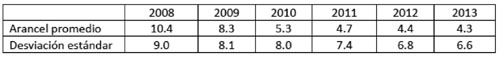 2008 2009 2010 2011 2012 2013
Arancel promedio 10.4 8.3 5.3 4.7 4.4 4.3
Desviación estándar 9.0 8.1 8.0 7.4 6.8 6.6